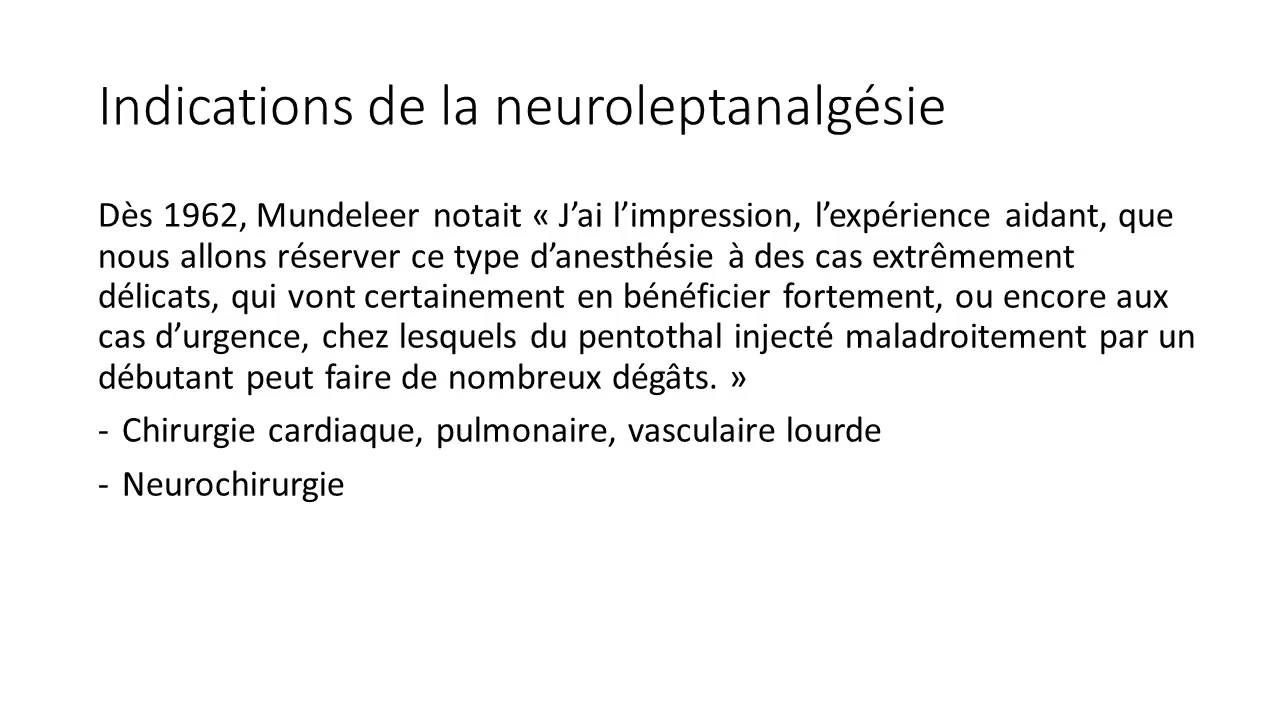 Indications de la neuroleptanalgésie
Dès 1962, Mundeleer notait « J’ai l’impression, l’expérience aidant, que
nous allons réserver ce type d’anesthésie à des cas extrêmement
délicats, qui vont certainement en bénéficier fortement, ou encore aux
cas d’urgence, chez lesquels du pentothal injecté maladroitement par un
débutant peut faire de nombreux dégâts. »
- Chirurgie cardiaque, pulmonaire, vasculaire lourde
- Neurochirurgie